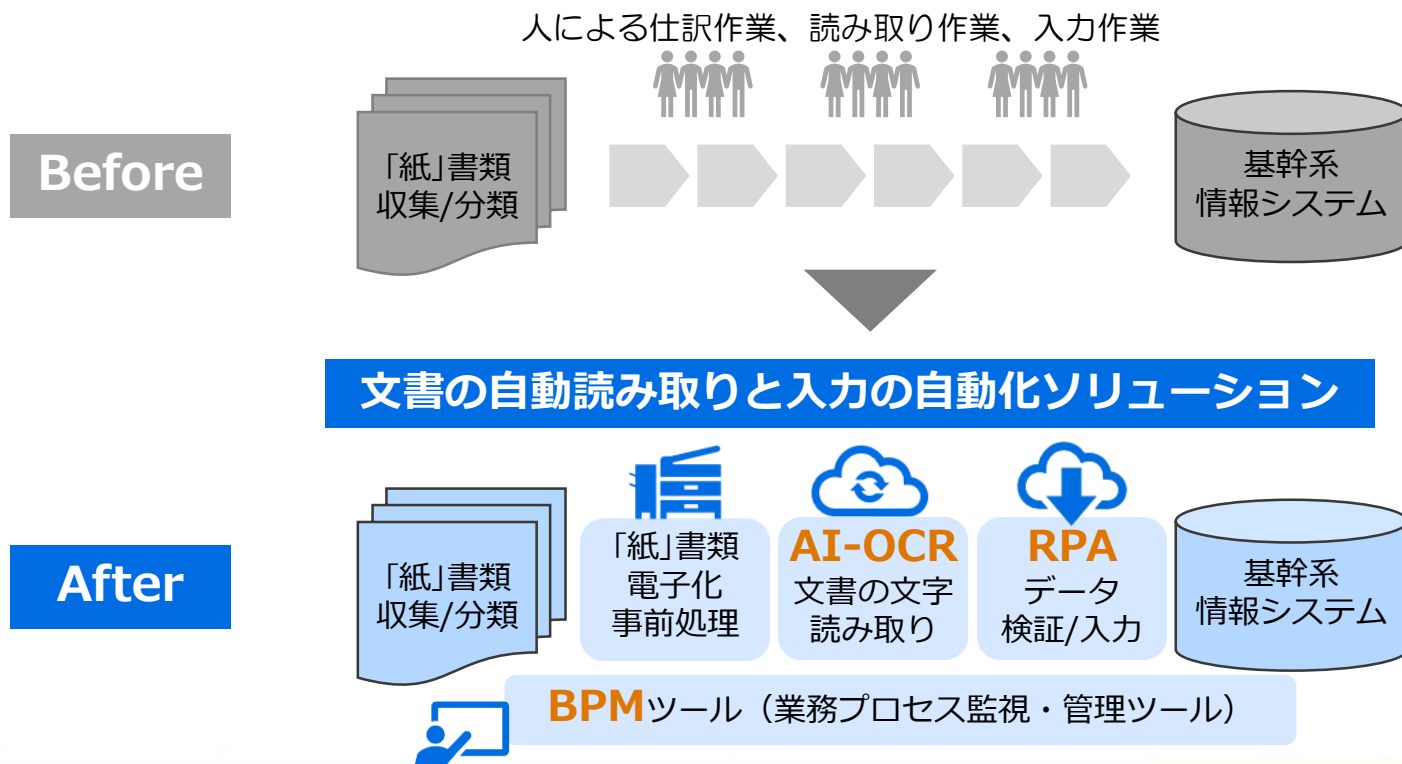 人による仕訳作業、読み取り作業、入力作業
Before
「紙」書類
収集/分類
基幹系
情報システム
文書の自動読み取りと入力の自動化ソリューション
After
「紙」書類
収集/分類
「紙」書類
電子化
事前処理
AI-OCR
文書の文字
読み取り
RPA
データ
検証/入力
基幹系
情報システム
BPMツール（業務プロセス監視・管理ツール）